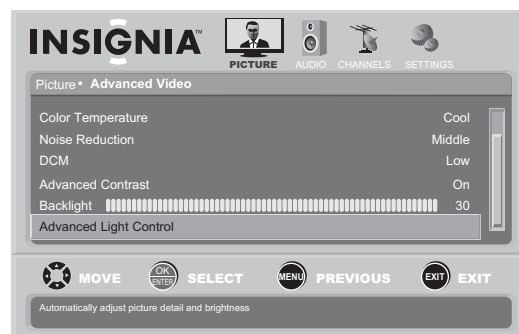 INSIGNIA™
PICTURE AUDIO CHANNELS SETTINGS
Picture • Advanced Video
Color Temperature Cool
Noise Reduction Middle
DCM Low
Advanced Contrast On
Backlight 30
Advanced Light Control
MOVE OK ENTER SELECT MENU PREVIOUS EXIT EXIT
Automatically adjust picture detail and brightness